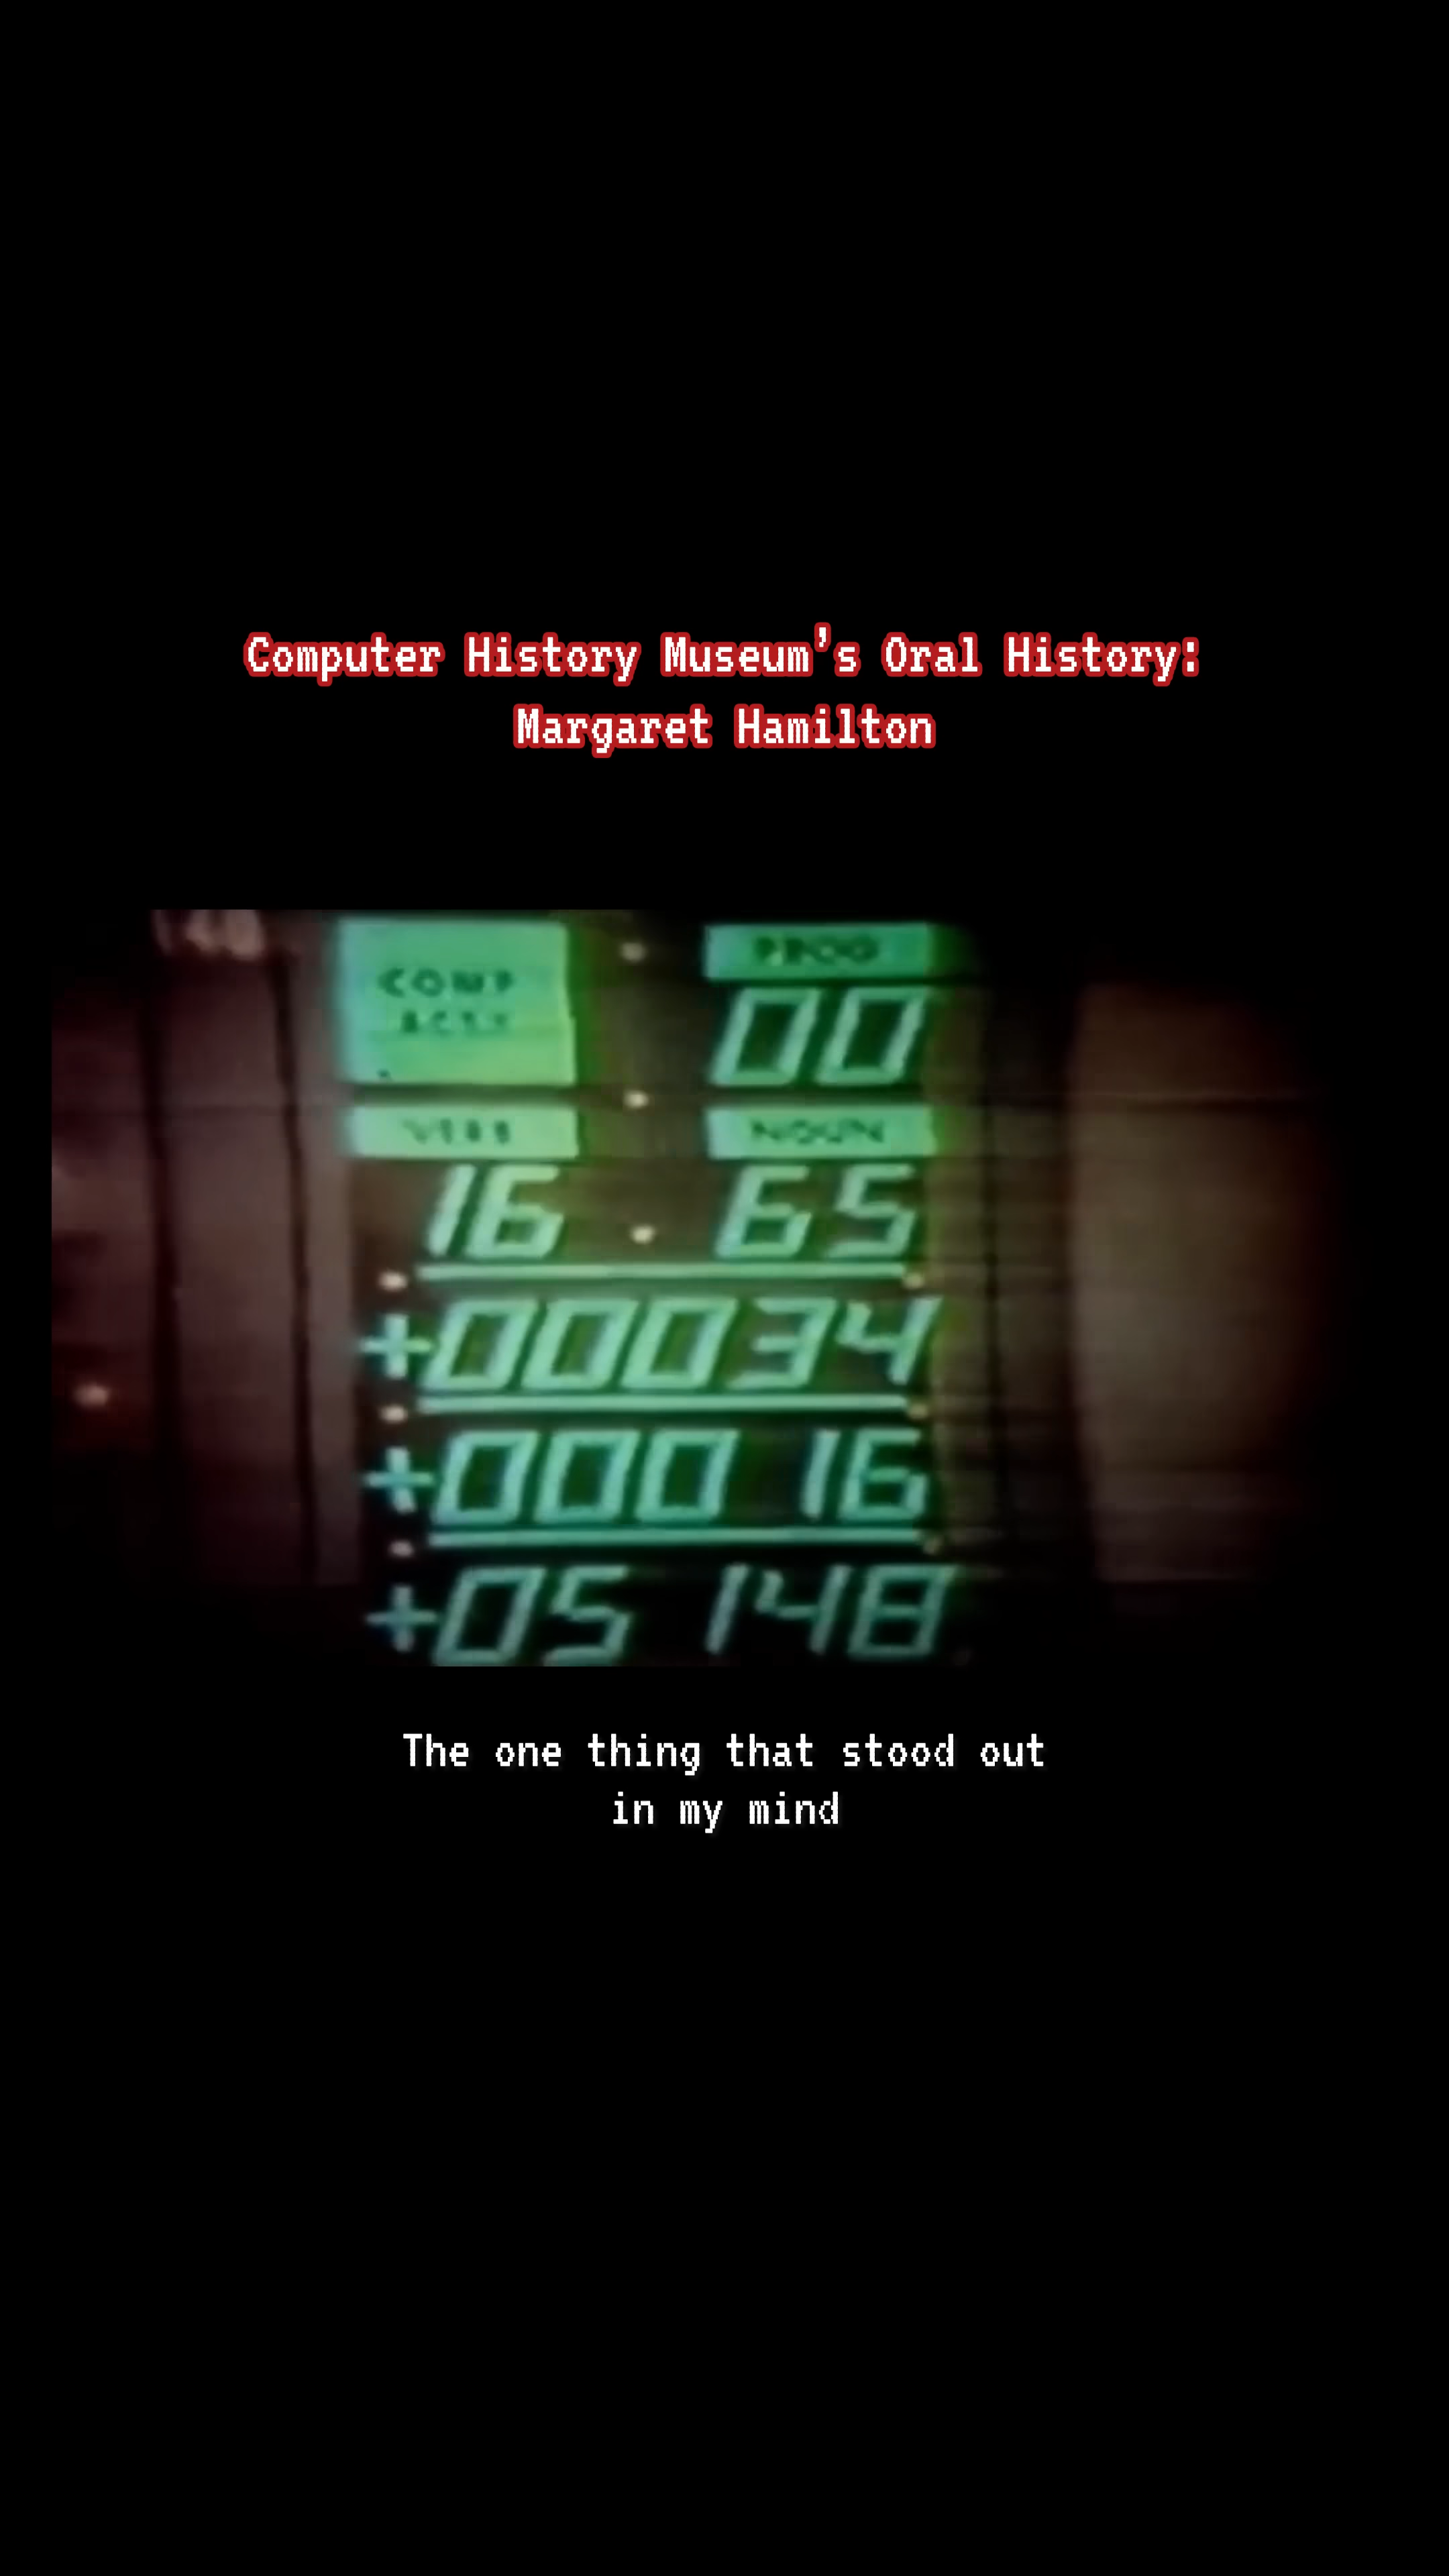 Computer History Museum's Oral History:
Margaret Hamilton
COMP PROG
ACTY 00
VERB NOUN
16 65
+00034
+00016
+05148
The one thing that stood out
in my mind